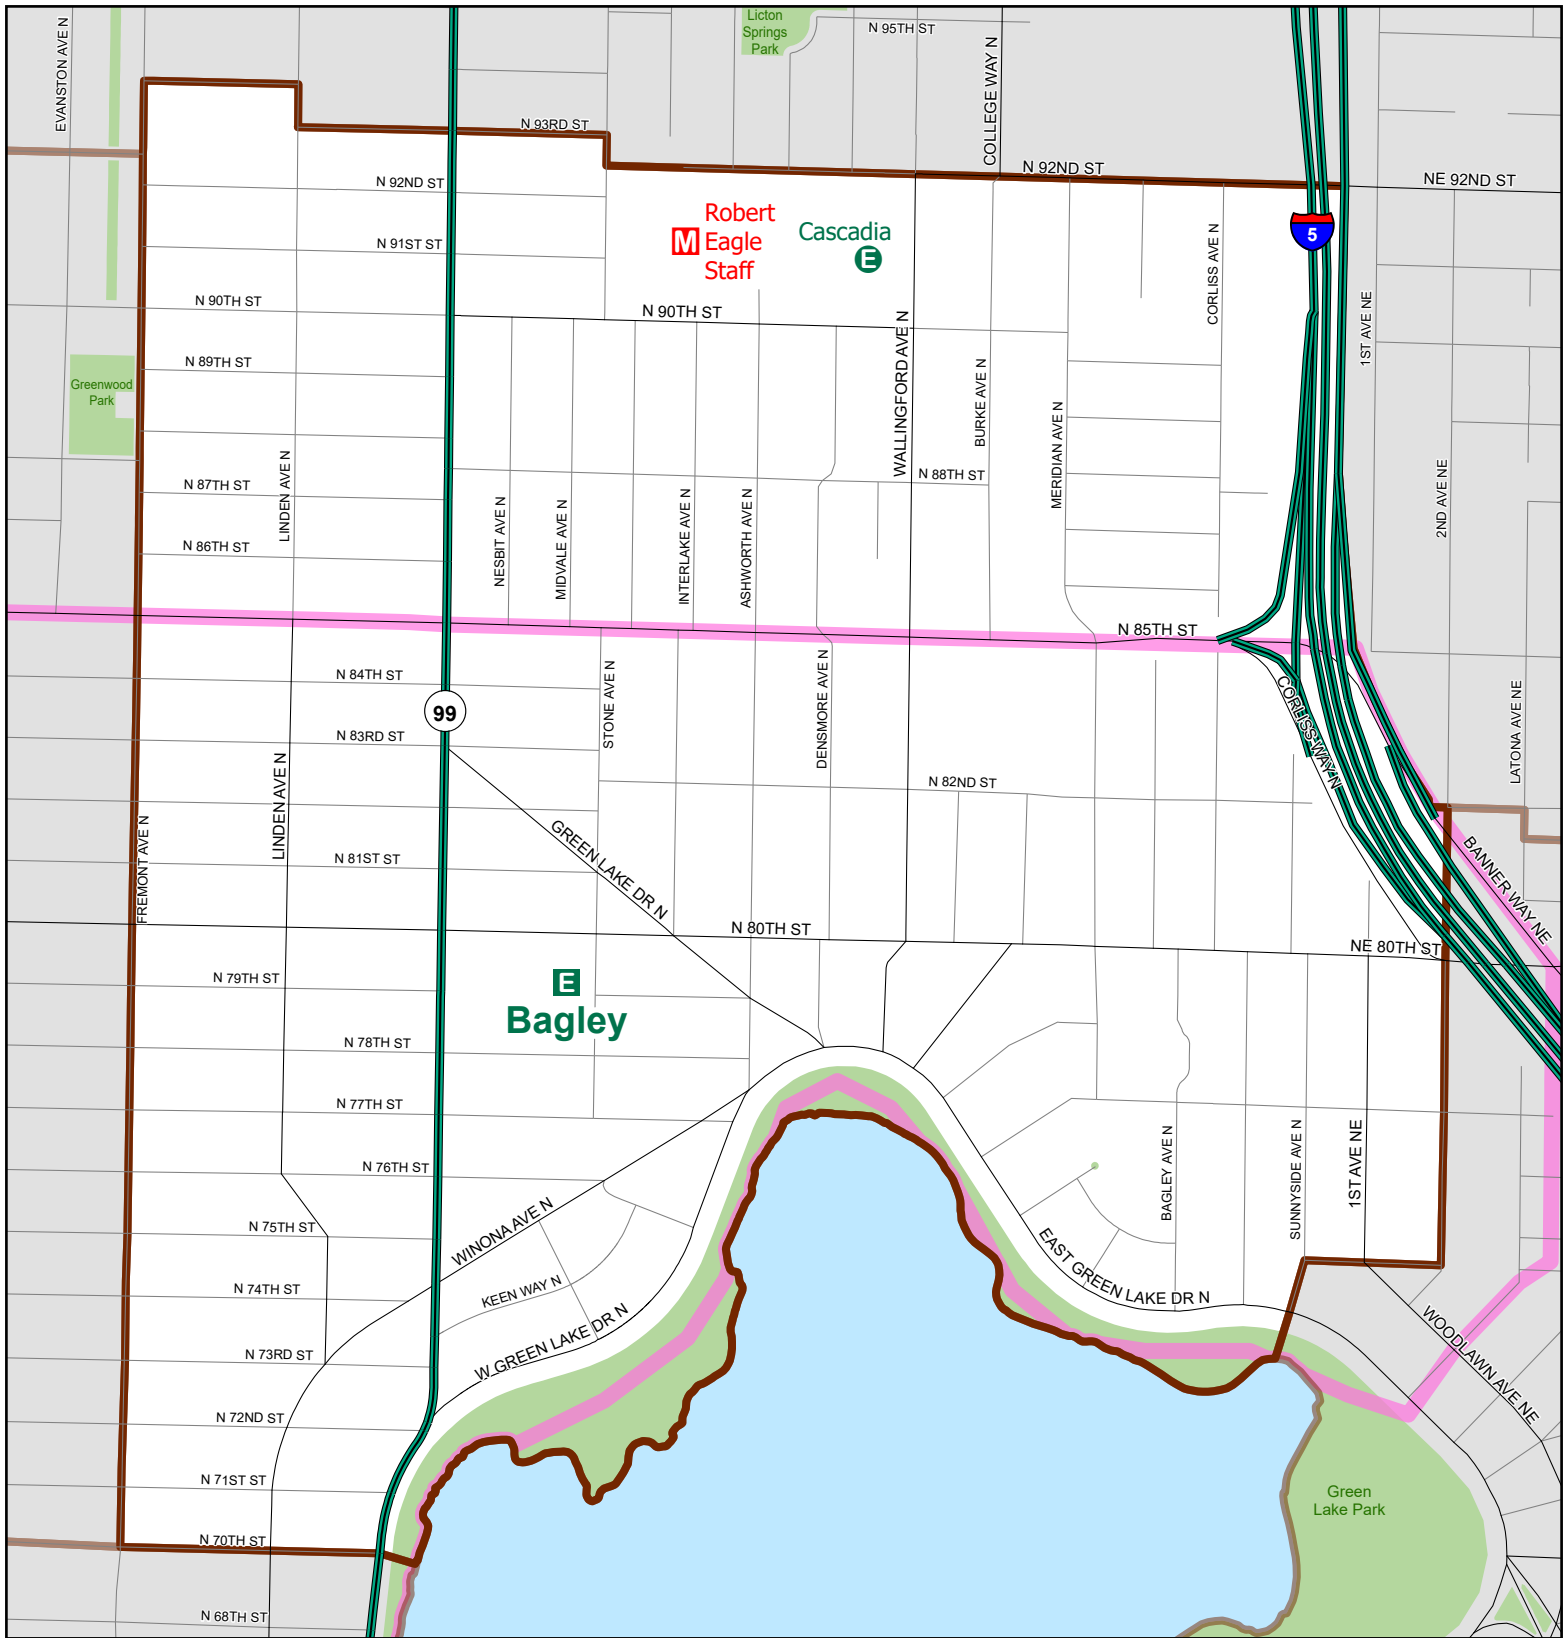 EVANSTON AVE N
Licton
Springs
Park
N 95TH ST
COLLEGE WAY N
N 93RD ST
N 92ND ST
N 92ND ST
NE 92ND ST
M
Robert
Eagle
Staff
Cascadia
E
5
CORLISS AVE N
N 91ST ST
N 90TH ST
N 90TH ST
WALLINGFORD AVE N
1ST AVE NE
N 89TH ST
Greenwood
Park
BURKE AVE N
MERIDIAN AVE N
LINDEN AVE N
N 88TH ST
N 87TH ST
2ND AVE NE
NESBIT AVE N
MIDVALE AVE N
INTERLAKE AVE N
ASHWORTH AVE N
N 86TH ST
N 85TH ST
N 84TH ST
STONE AVE N
DENSMORE AVE N
CORLISS WAY N
LATONA AVE NE
99
N 83RD ST
LINDEN AVE N
N 82ND ST
FREMONT AVE N
GREEN LAKE DR N
N 81ST ST
BANNER WAY NE
N 80TH ST
NE 80TH ST
N 79TH ST
E
Bagley
N 78TH ST
N 77TH ST
BAGLEY AVE N
SUNNYSIDE AVE N
1ST AVE NE
N 76TH ST
N 75TH ST
WINONA AVE N
EAST GREEN LAKE DR N
N 74TH ST
KEEN WAY N
W GREEN LAKE DR N
WOODLAWN AVE NE
N 73RD ST
N 72ND ST
N 71ST ST
Green
Lake Park
N 70TH ST
N 68TH ST